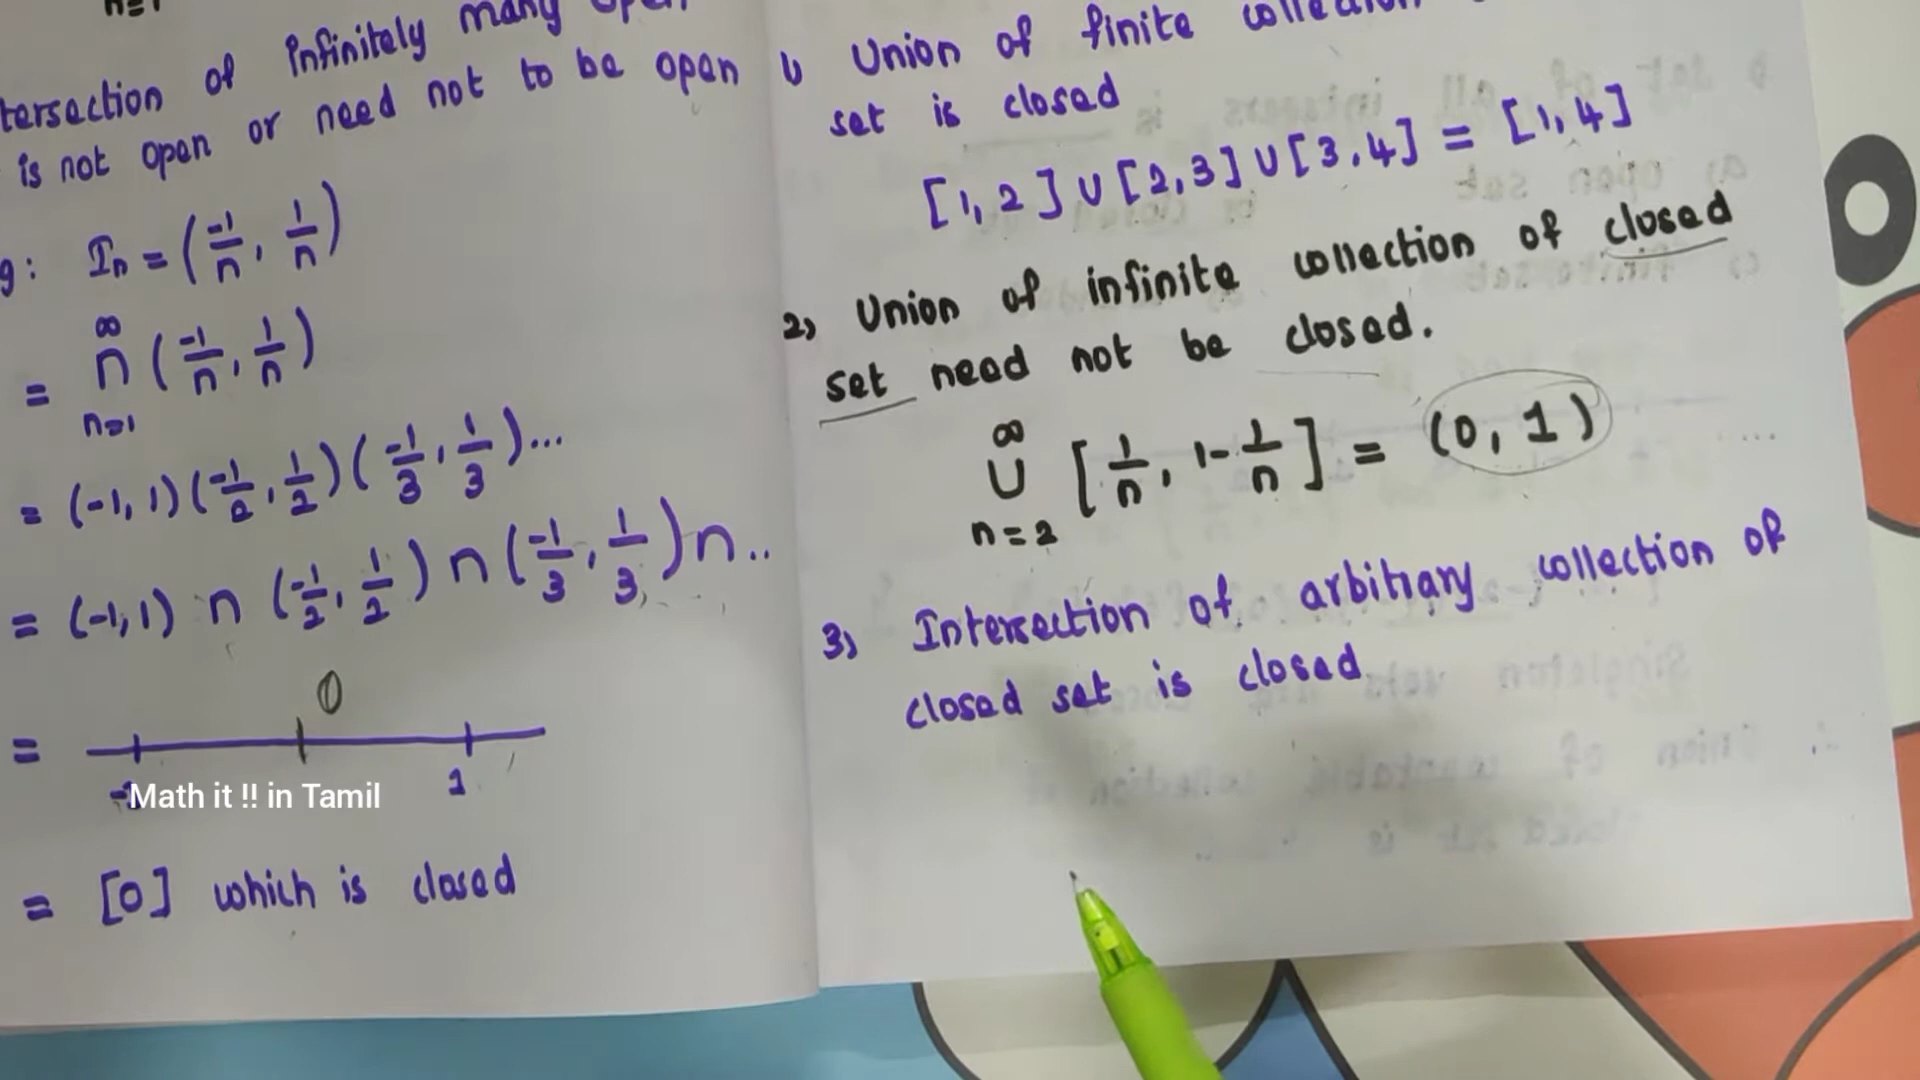 n=1
tersection of infinitely many open
is not open or need not to be open
g: In = (-1/n, 1/n)
= ∞ ∩ n=1 (-1/n, 1/n)
= (-1, 1) (-1/2, 1/2) (-1/3, 1/3)...
= (-1, 1) ∩ (-1/2, 1/2) ∩ (-1/3, 1/3) ∩..
0
=
1
Math it !! in Tamil
= [0] which is closed
Union of finite collection
set is closed
[1, 2] ∪ [2, 3] ∪ [3, 4] = [1, 4]
2) Union of infinite collection of closed
set need not be closed.
∞ ∪ n=2 [1/n, 1-1/n] = (0, 1)
3) Intersection of arbitrary collection of
closed set is closed